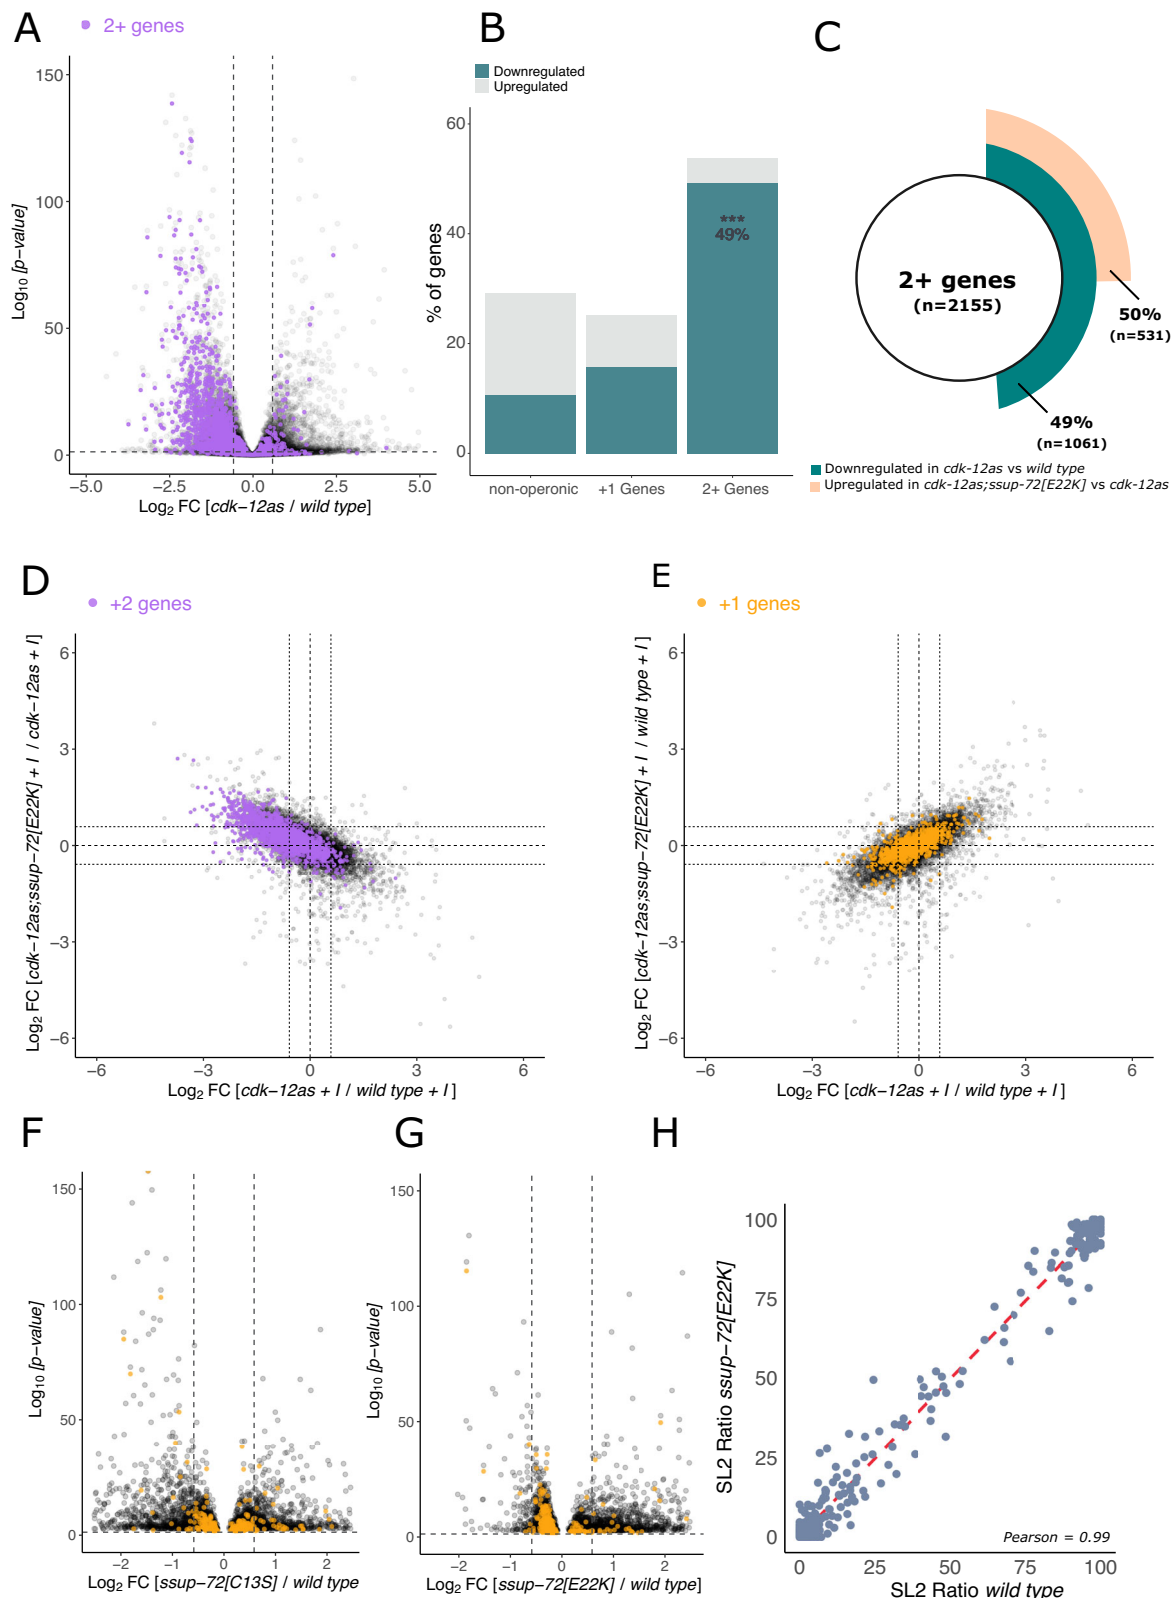 A
2+ genes
Log10 [p-value]
150
100
50
0
−5.0
−2.5
0.0
2.5
5.0
Log2 FC [cdk−12as / wild type]
B
Downregulated
Upregulated
% of genes
60
40
20
0
***
49%
non-operonic
+1 Genes
2+ Genes
C
2+ genes
(n=2155)
50%
(n=531)
49%
(n=1061)
Downregulated in cdk-12as vs wild type
Upregulated in cdk-12as;ssup-72[E22K] vs cdk-12as
D
+2 genes
Log2 FC [cdk−12as;ssup−72[E22K] + I / cdk−12as + I ]
6
3
0
−3
−6
−6
−3
0
3
6
Log2 FC [cdk−12as + I / wild type + I ]
E
+1 genes
Log2 FC [cdk−12as;ssup−72[E22K] + I / wild type + I ]
6
3
0
−3
−6
−6
−3
0
3
6
Log2 FC [cdk−12as + I / wild type + I ]
F
Log10 [p-value]
150
100
50
0
−2
−1
0
1
2
Log2 FC [ssup−72[C13S] / wild type
G
Log10 [p-value]
150
100
50
0
−2
−1
0
1
2
Log2 FC [ssup−72[E22K] / wild type]
H
SL2 Ratio ssup−72[E22K]
100
75
50
25
0
Pearson = 0.99
0
25
50
75
100
SL2 Ratio wild type